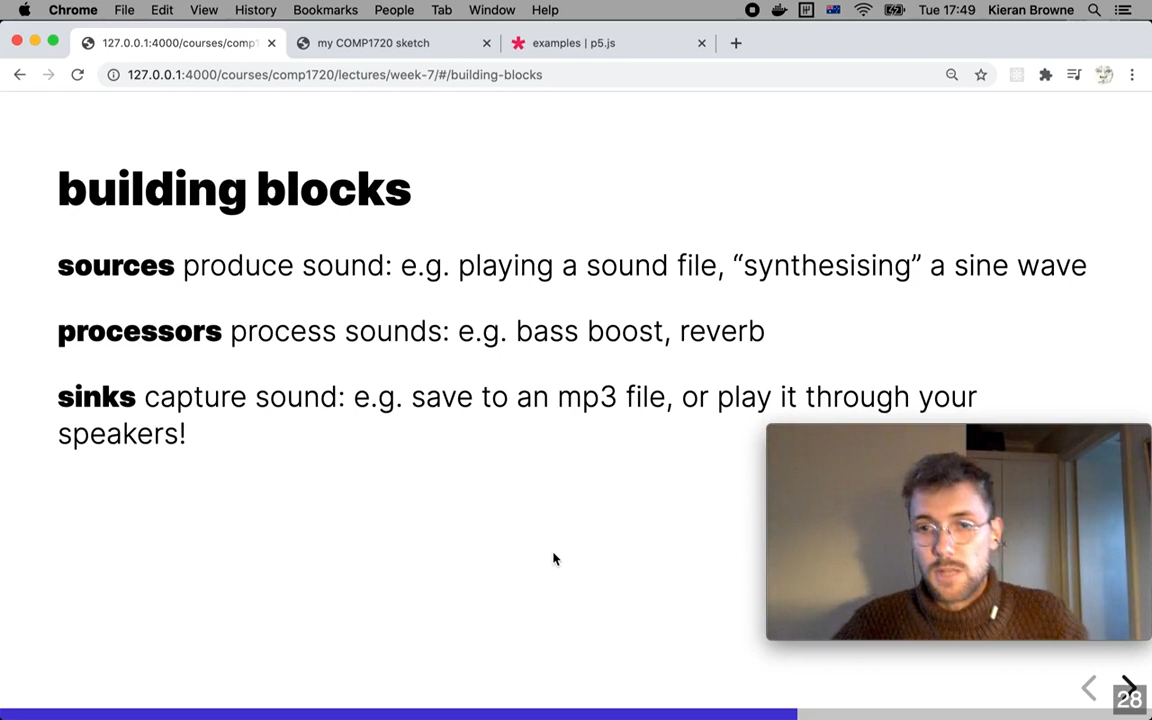 Chrome File Edit View History Bookmarks People Tab Window Help Tue 17:49 Kieran Browne
127.0.0.1:4000/courses/comp1 my COMP1720 sketch examples | p5.js
127.0.0.1:4000/courses/comp1720/lectures/week-7/#/building-blocks
building blocks
sources produce sound: e.g. playing a sound file, “synthesising” a sine wave
processors process sounds: e.g. bass boost, reverb
sinks capture sound: e.g. save to an mp3 file, or play it through your
speakers!
28